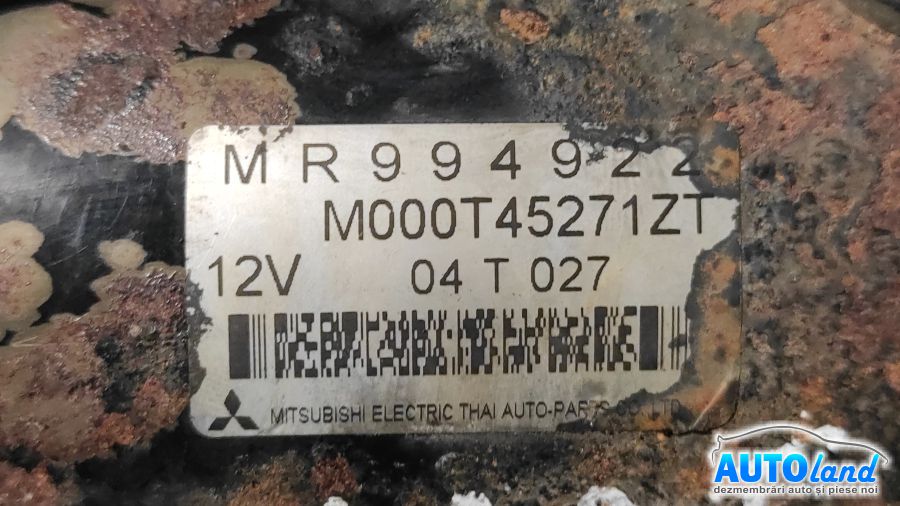 MR994922
M000T45271ZT
12V 04 T 027
MITSUBISHI ELECTRIC THAI AUTO-PARTS CO., LTD.
AUTOland
dezmembrări auto și piese noi